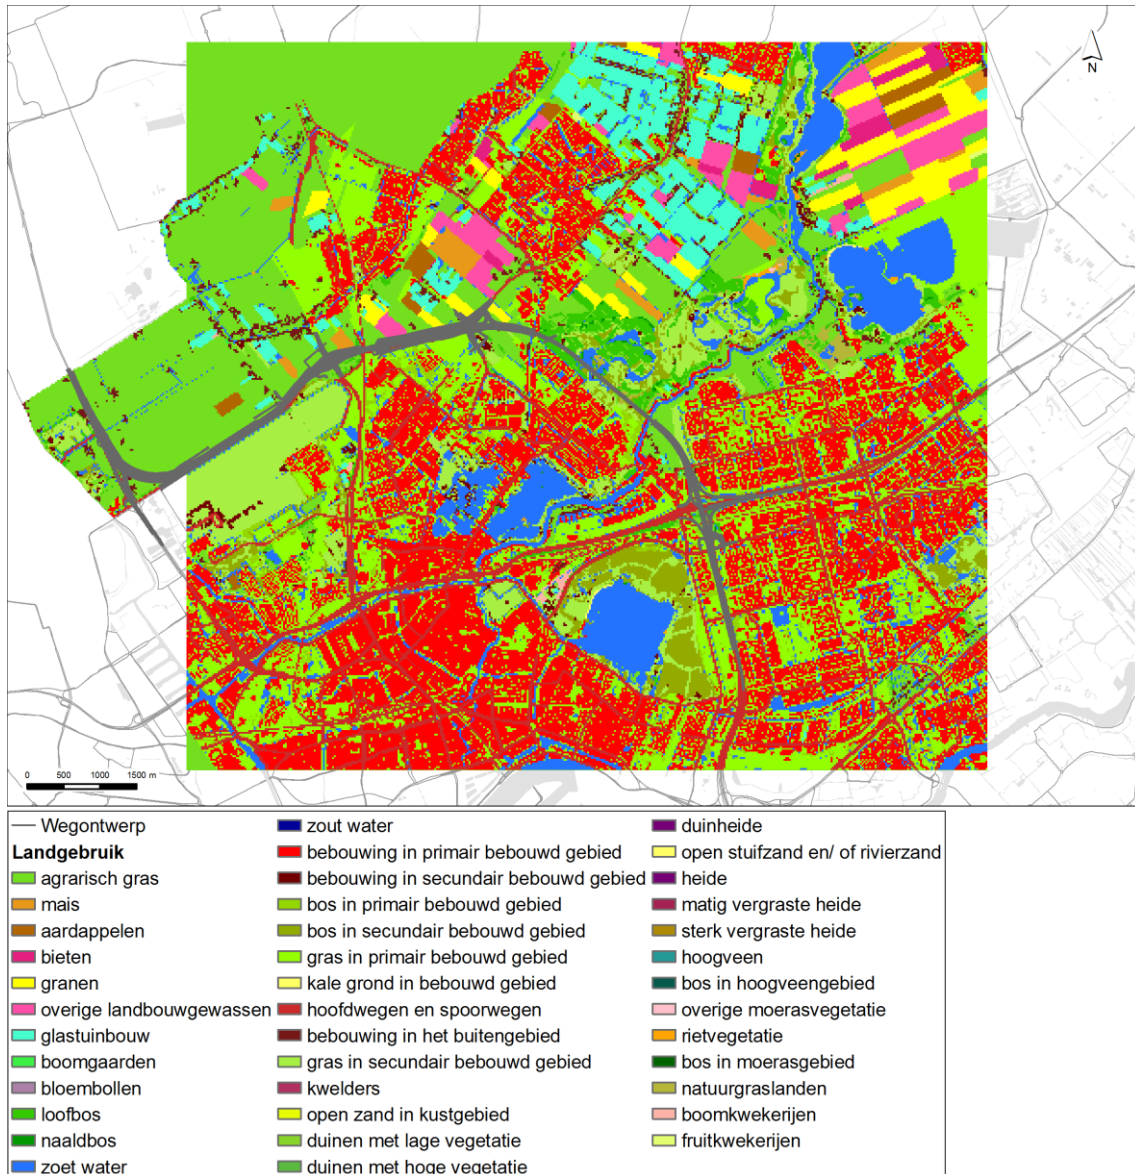 N
0 500 1000 1500 m
Wegontwerp
Landgebruik
agrarisch gras
mais
aardappelen
bieten
granen
overige landbouwgewassen
glastuinbouw
boomgaarden
bloembollen
loofbos
naaldbos
zoet water
zout water
bebouwing in primair bebouwd gebied
bebouwing in secundair bebouwd gebied
bos in primair bebouwd gebied
bos in secundair bebouwd gebied
gras in primair bebouwd gebied
kale grond in bebouwd gebied
hoofdwegen en spoorwegen
bebouwing in het buitengebied
gras in secundair bebouwd gebied
kwelders
open zand in kustgebied
duinen met lage vegetatie
duinen met hoge vegetatie
duinheide
open stuifzand en/ of rivierzand
heide
matig vergraste heide
sterk vergraste heide
hoogveen
bos in hoogveengebied
overige moerasvegetatie
rietvegetatie
bos in moerasgebied
natuurgraslanden
boomkwekerijen
fruitkwekerijen